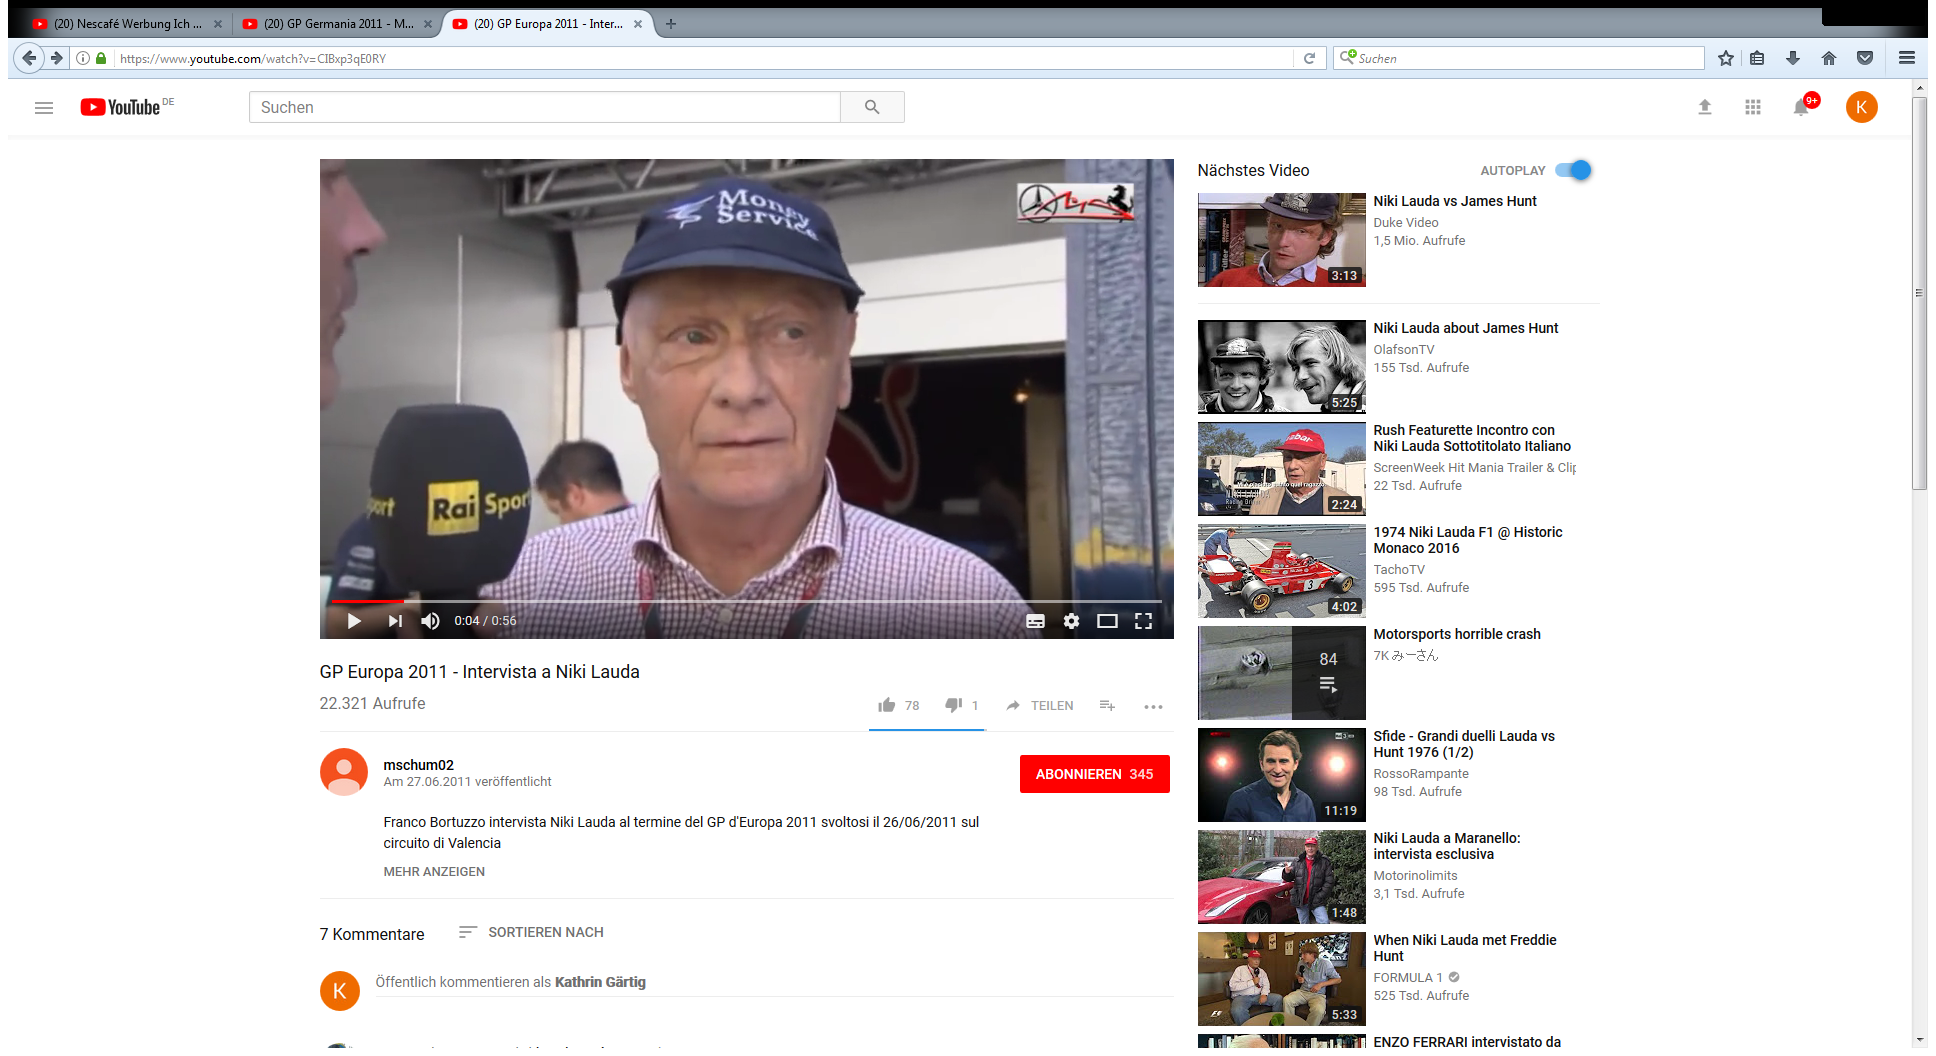 (20) Nescafé Werbung Ich ...
(20) GP Germania 2011 - M...
(20) GP Europa 2011 - Inter...
https://www.youtube.com/watch?v=CIBxp3qE0RY
Suchen
YouTube DE
Suchen
9+
K
Money
Service
Rai Sport
port
0:04 / 0:56
GP Europa 2011 - Intervista a Niki Lauda
22.321 Aufrufe
78
1
TEILEN
mschum02
Am 27.06.2011 veröffentlicht
ABONNIEREN 345
Franco Bortuzzo intervista Niki Lauda al termine del GP d'Europa 2011 svoltosi il 26/06/2011 sul
circuito di Valencia
MEHR ANZEIGEN
7 Kommentare
SORTIEREN NACH
K
Öffentlich kommentieren als Kathrin Gärtig
Nächstes Video
AUTOPLAY
3:13
Niki Lauda vs James Hunt
Duke Video
1,5 Mio. Aufrufe
5:25
Niki Lauda about James Hunt
OlafsonTV
155 Tsd. Aufrufe
2:24
Rush Featurette Incontro con
Niki Lauda Sottotitolato Italiano
ScreenWeek Hit Mania Trailer & Clip
22 Tsd. Aufrufe
3
4:02
1974 Niki Lauda F1 @ Historic
Monaco 2016
TachoTV
595 Tsd. Aufrufe
84
Motorsports horrible crash
7K みーさん
11:19
Sfide - Grandi duelli Lauda vs
Hunt 1976 (1/2)
RossoRampante
98 Tsd. Aufrufe
1:48
Niki Lauda a Maranello:
intervista esclusiva
Motorinolimits
3,1 Tsd. Aufrufe
5:33
When Niki Lauda met Freddie
Hunt
FORMULA 1
525 Tsd. Aufrufe
ENZO FERRARI intervistato da